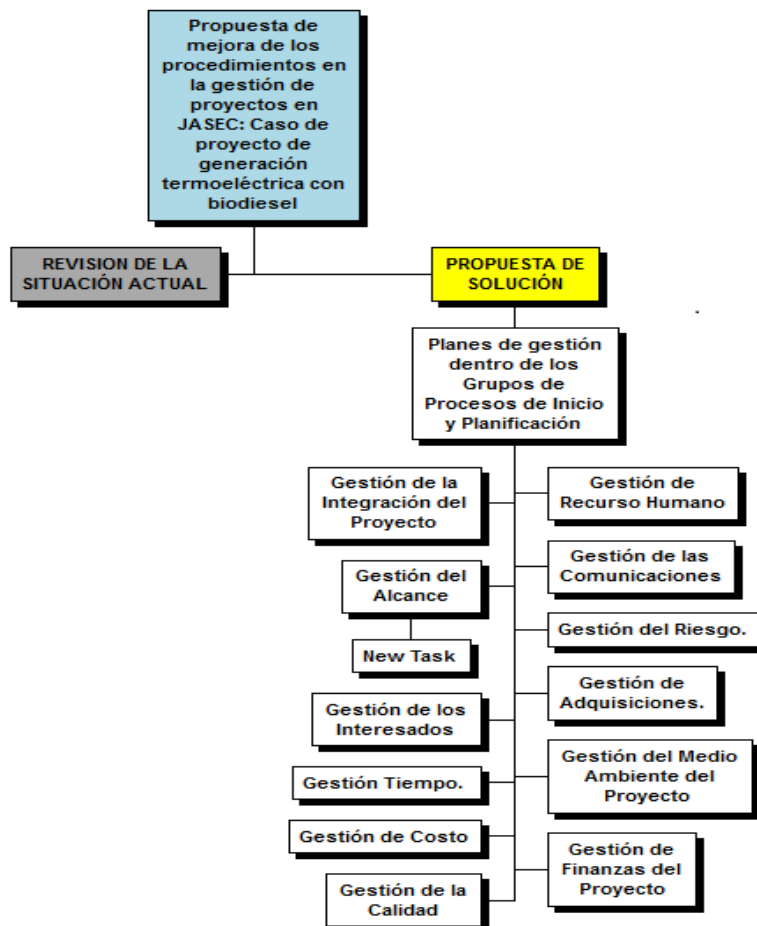 Propuesta de
mejora de los
procedimientos en
la gestión de
proyectos en
JASEC: Caso de
proyecto de
generación
termoeléctrica con
biodiesel
REVISION DE LA
SITUACIÓN ACTUAL
PROPUESTA DE
SOLUCIÓN
Planes de gestión
dentro de los
Grupos de
Procesos de Inicio
y Planificación
Gestión de la
Integración del
Proyecto
Gestión del
Alcance
New Task
Gestión de los
Interesados
Gestión Tiempo.
Gestión de Costo
Gestión de la
Calidad
Gestión de
Recurso Humano
Gestión de las
Comunicaciones
Gestión del Riesgo.
Gestión de
Adquisiciones.
Gestión del Medio
Ambiente del
Proyecto
Gestión de
Finanzas del
Proyecto